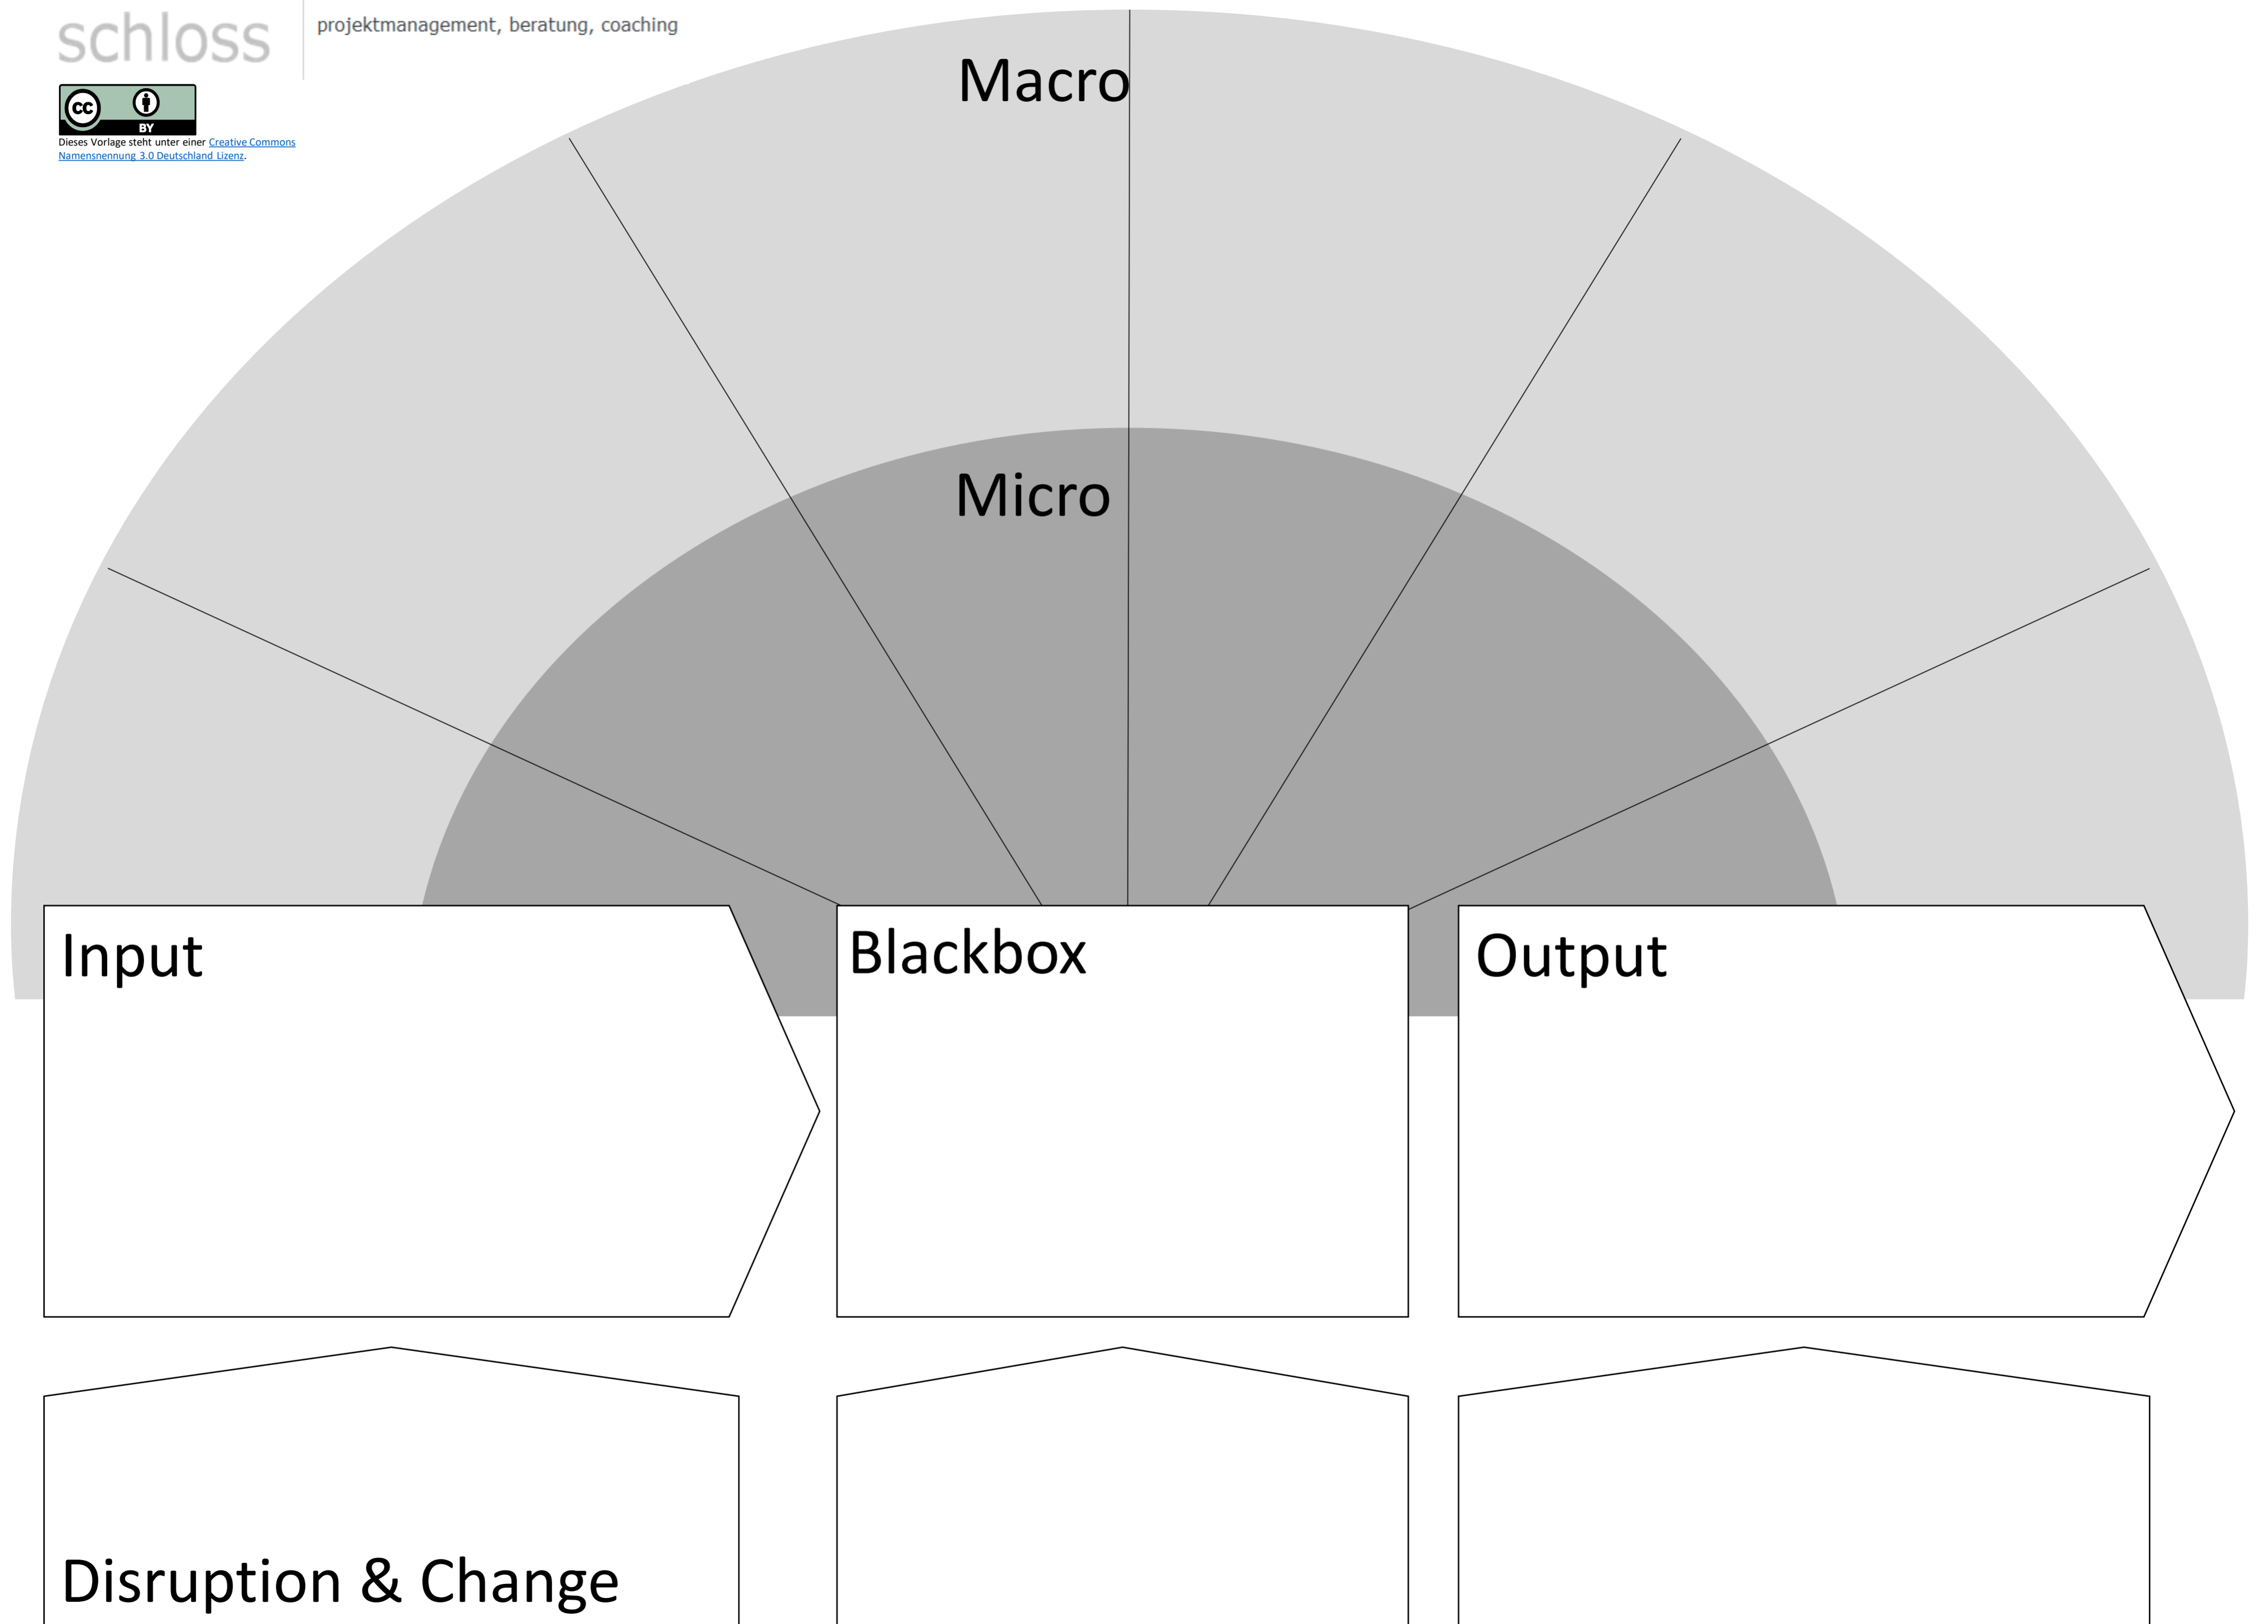 schloss
projektmanagement, beratung, coaching
cc
BY
Dieses Vorlage steht unter einer Creative Commons
Namensnennung 3.0 Deutschland Lizenz.
Macro
Micro
Input
Blackbox
Output
Disruption & Change